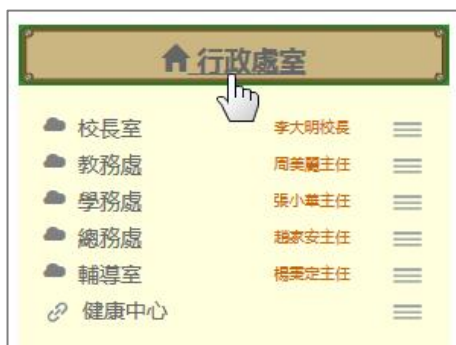 行政處室
校長室 李大明校長
教務處 周美麗主任
學務處 張小華主任
總務處 趙家安主任
輔導室 楊雯定主任
健康中心